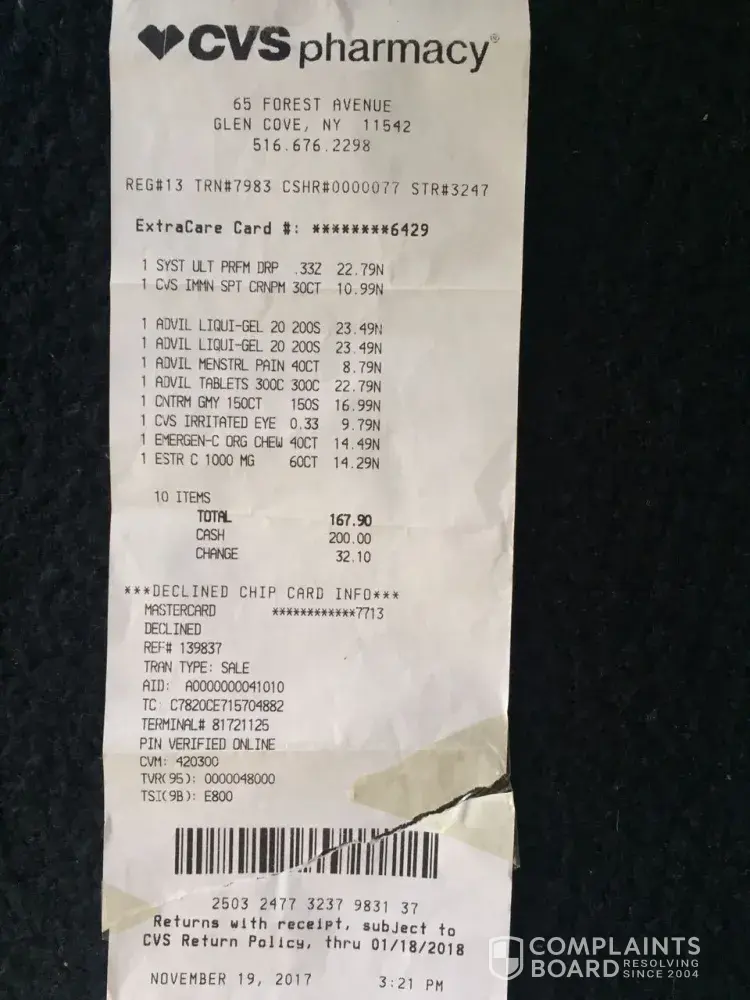 CVS pharmacy®
65 FOREST AVENUE
GLEN COVE, NY 11542
516.676.2298
REG#13 TRN#7983 CSHR#0000077 STR#3247
ExtraCare Card #: ********6429
1 SYST ULT PRFM DRP .33Z 22.79N
1 CVS IMMN SPT CRNPM 30CT 10.99N
1 ADVIL LIQUI-GEL 20 200S 23.49N
1 ADVIL LIQUI-GEL 20 200S 23.49N
1 ADVIL MENSTRL PAIN 40CT 8.79N
1 ADVIL TABLETS 300C 300C 22.79N
1 CNTRM GMY 150CT 150S 16.99N
1 CVS IRRITATED EYE 0.33 9.79N
1 EMERGEN-C ORG CHEW 40CT 14.49N
1 ESTR C 1000 MG 60CT 14.29N
10 ITEMS
TOTAL 167.90
CASH 200.00
CHANGE 32.10
***DECLINED CHIP CARD INFO***
MASTERCARD ************7713
DECLINED
REF# 139837
TRAN TYPE: SALE
AID: A0000000041010
TC: C7820CE715704882
TERMINAL# 81721125
PIN VERIFIED ONLINE
CVM: 420300
TVR(95): 0000048000
TSI(9B): E800
2503 2477 3237 9831 37
Returns with receipt, subject to
CVS Return Policy, thru 01/18/2018
NOVEMBER 19, 2017 3:21 PM
COMPLAINTS
BOARD RESOLVING
SINCE 2004